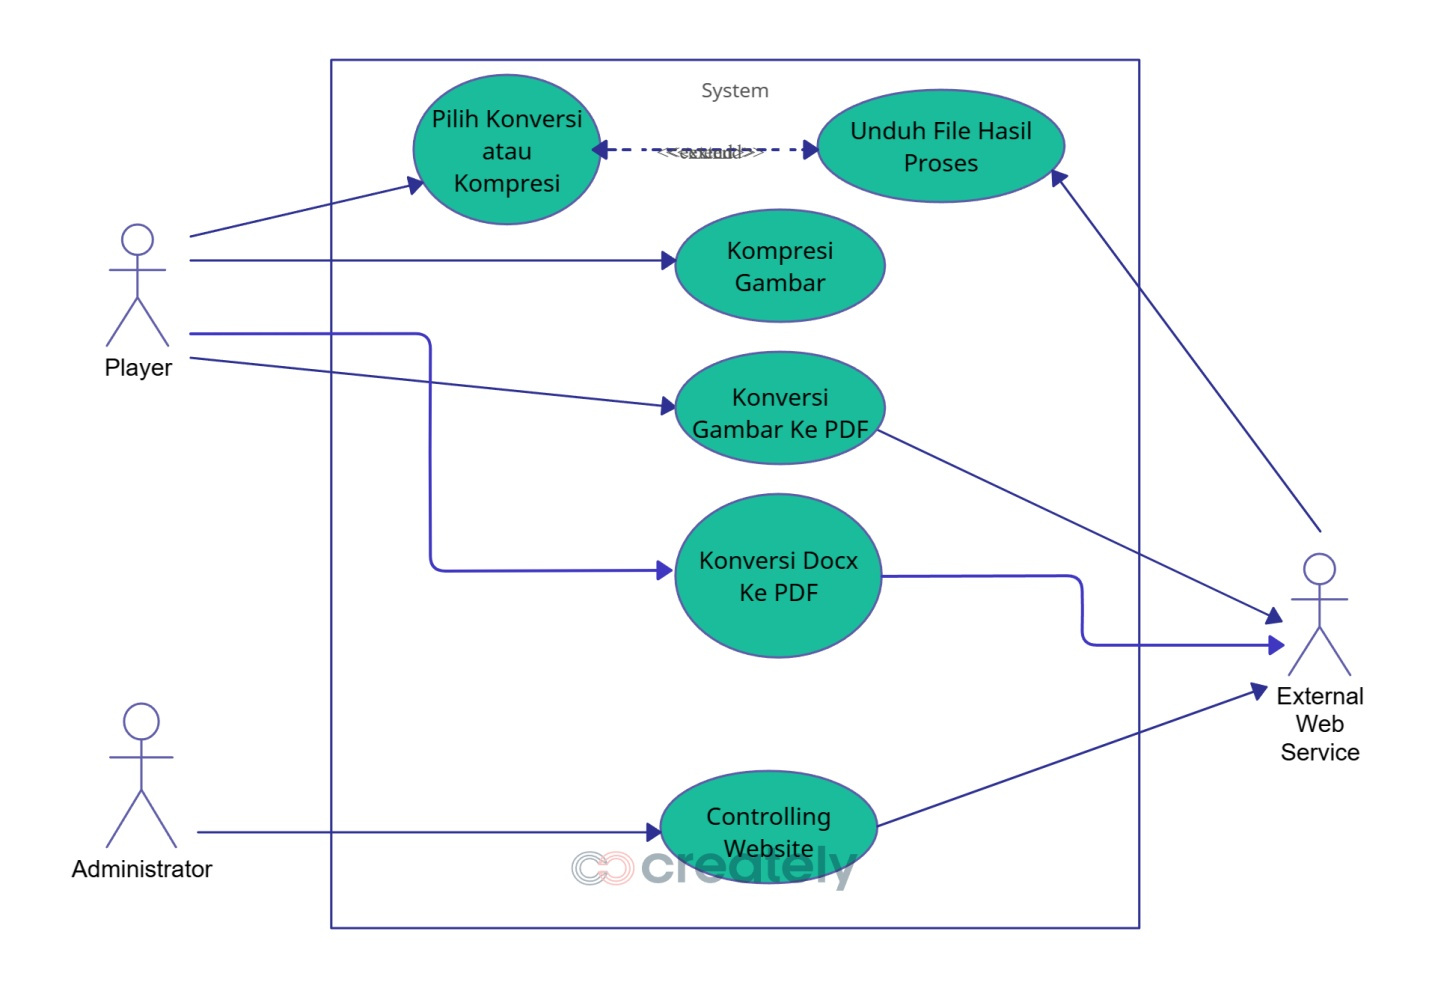 System
Pilih Konversi
atau
Kompresi
Unduh File Hasil
Proses
Kompresi
Gambar
Player
Konversi
Gambar Ke PDF
Konversi Docx
Ke PDF
External
Web
Service
Controlling
Website
creately
Administrator